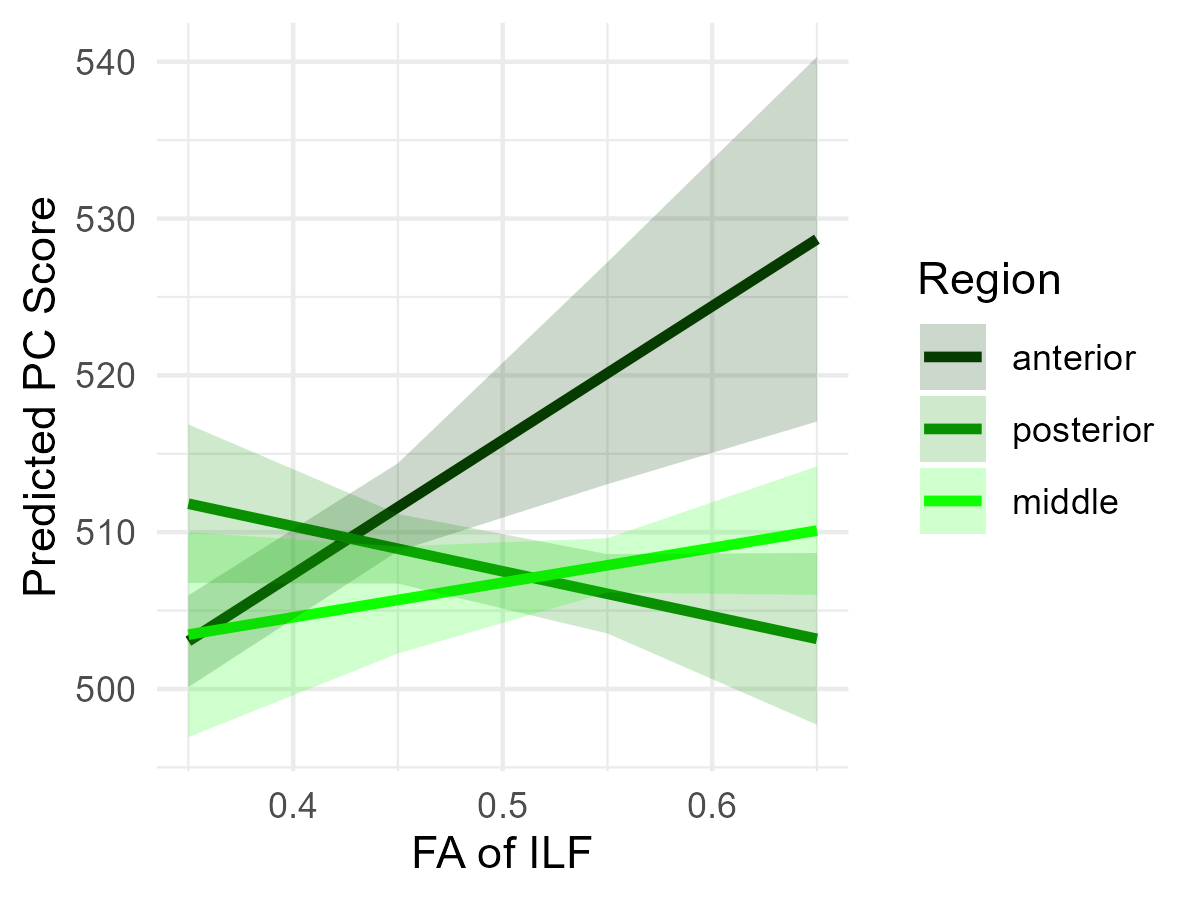 540
530
520
510
500
Predicted PC Score
0.4 0.5 0.6
FA of ILF
Region
anterior
posterior
middle